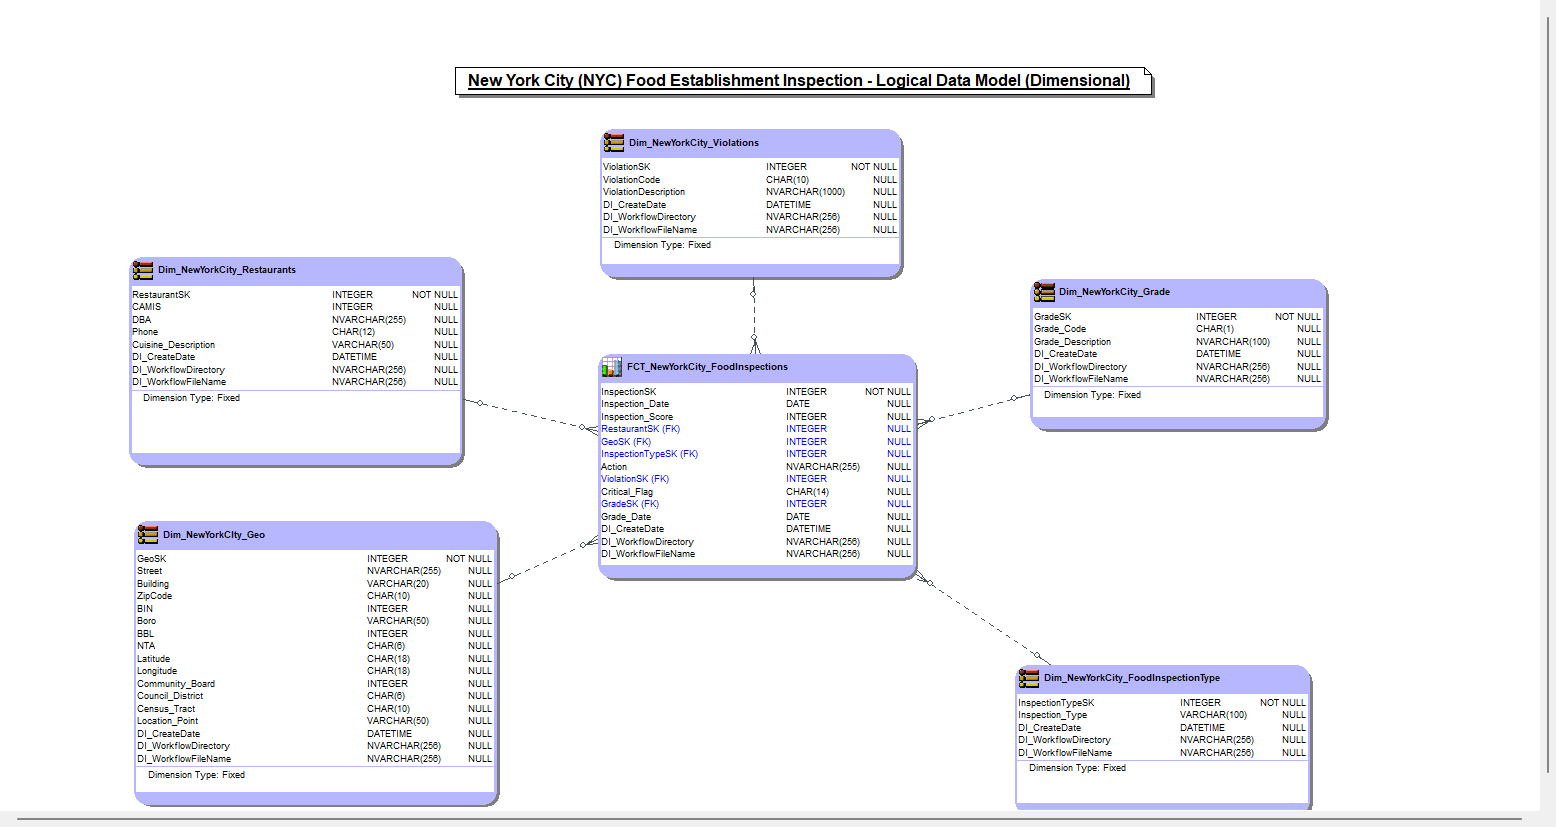 New York City (NYC) Food Establishment Inspection - Logical Data Model (Dimensional)
Dim_NewYorkCity_Violations
ViolationSK INTEGER NOT NULL
ViolationCode CHAR(10) NULL
ViolationDescription NVARCHAR(1000) NULL
DI_CreateDate DATETIME NULL
DI_WorkflowDirectory NVARCHAR(256) NULL
DI_WorkflowFileName NVARCHAR(256) NULL
Dimension Type: Fixed
Dim_NewYorkCity_Restaurants
RestaurantSK INTEGER NOT NULL
CAMIS INTEGER NULL
DBA NVARCHAR(255) NULL
Phone CHAR(12) NULL
Cuisine_Description VARCHAR(50) NULL
DI_CreateDate DATETIME NULL
DI_WorkflowDirectory NVARCHAR(256) NULL
DI_WorkflowFileName NVARCHAR(256) NULL
Dimension Type: Fixed
Dim_NewYorkCity_Grade
GradeSK INTEGER NOT NULL
Grade_Code CHAR(1) NULL
Grade_Description NVARCHAR(100) NULL
DI_CreateDate DATETIME NULL
DI_WorkflowDirectory NVARCHAR(256) NULL
DI_WorkflowFileName NVARCHAR(256) NULL
Dimension Type: Fixed
FCT_NewYorkCity_FoodInspections
InspectionSK INTEGER NOT NULL
Inspection_Date DATE NULL
Inspection_Score INTEGER NULL
RestaurantSK (FK) INTEGER NULL
GeoSK (FK) INTEGER NULL
InspectionTypeSK (FK) INTEGER NULL
Action NVARCHAR(255) NULL
ViolationSK (FK) INTEGER NULL
Critical_Flag CHAR(14) NULL
GradeSK (FK) INTEGER NULL
Grade_Date DATE NULL
DI_CreateDate DATETIME NULL
DI_WorkflowDirectory NVARCHAR(256) NULL
DI_WorkflowFileName NVARCHAR(256) NULL
Dim_NewYorkCIty_Geo
GeoSK INTEGER NOT NULL
Street NVARCHAR(255) NULL
Building VARCHAR(20) NULL
ZipCode CHAR(10) NULL
BIN INTEGER NULL
Boro VARCHAR(50) NULL
BBL INTEGER NULL
NTA CHAR(6) NULL
Latitude CHAR(18) NULL
Longitude CHAR(18) NULL
Community_Board INTEGER NULL
Council_District CHAR(6) NULL
Census_Tract CHAR(10) NULL
Location_Point VARCHAR(50) NULL
DI_CreateDate DATETIME NULL
DI_WorkflowDirectory NVARCHAR(256) NULL
DI_WorkflowFileName NVARCHAR(256) NULL
Dimension Type: Fixed
Dim_NewYorkCity_FoodInspectionType
InspectionTypeSK INTEGER NOT NULL
Inspection_Type VARCHAR(100) NULL
DI_CreateDate DATETIME NULL
DI_WorkflowDirectory NVARCHAR(256) NULL
DI_WorkflowFileName NVARCHAR(256) NULL
Dimension Type: Fixed